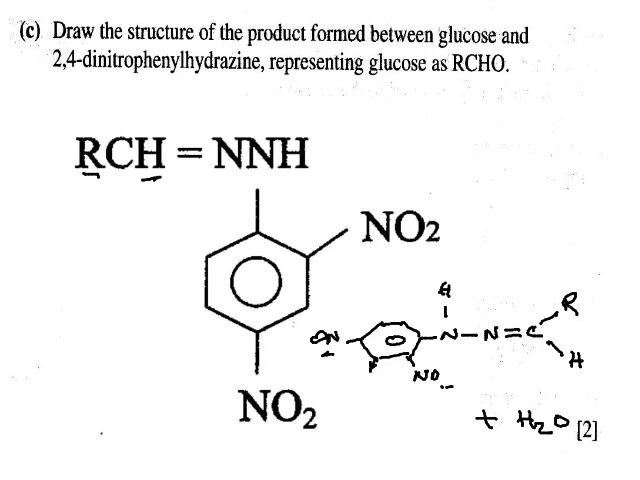 (c) Draw the structure of the product formed between glucose and
2,4-dinitrophenylhydrazine, representing glucose as RCHO.
RCH = NNH
NO2
NO₂
H
R
N-N=C
H
NO
+ H₂O [2]